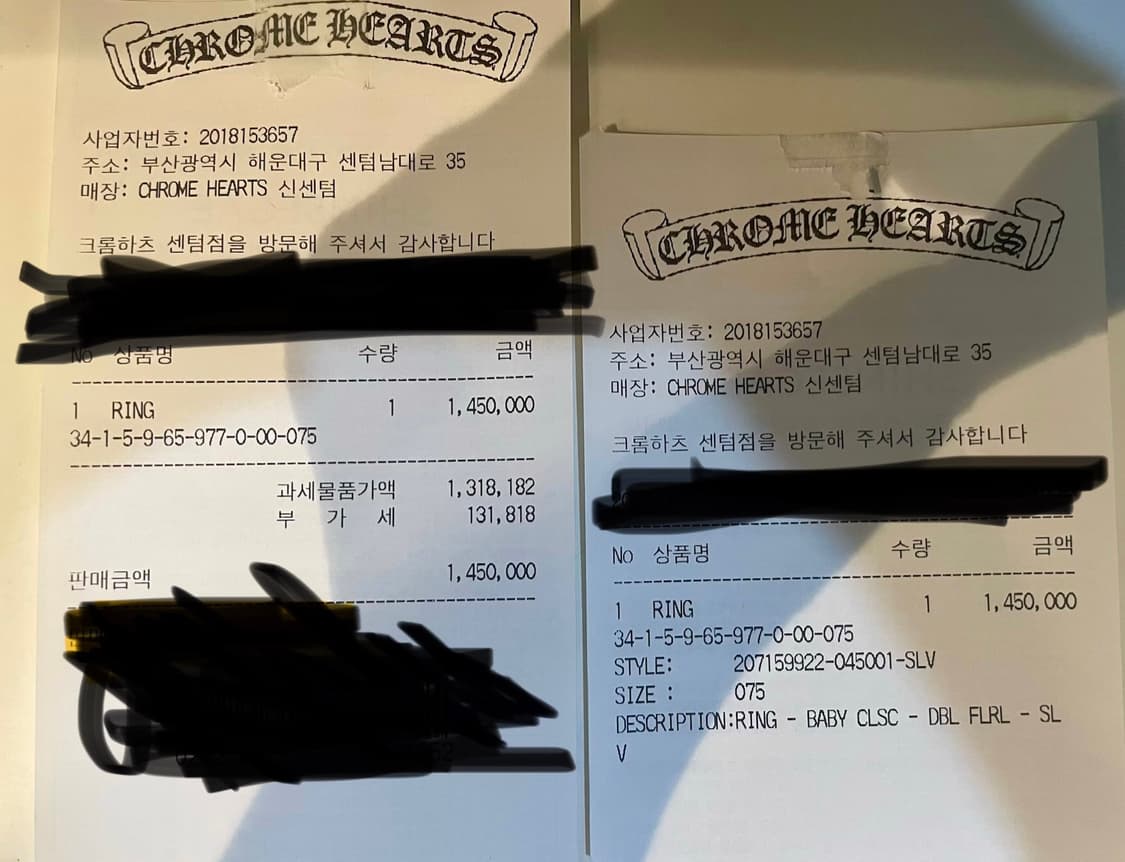 CHROME HEARTS
사업자번호: 2018153657
주소: 부산광역시 해운대구 센텀남대로 35
매장: CHROME HEARTS 신센텀
크롬하츠 센텀점을 방문해 주셔서 감사합니다
No 상품명 수량 금액
1 RING 1 1,450,000
34-1-5-9-65-977-0-00-075
과세물품가액 1,318,182
부 가 세 131,818
판매금액 1,450,000
CHROME HEARTS
사업자번호: 2018153657
주소: 부산광역시 해운대구 센텀남대로 35
매장: CHROME HEARTS 신센텀
크롬하츠 센텀점을 방문해 주셔서 감사합니다
No 상품명 수량 금액
1 RING 1 1,450,000
34-1-5-9-65-977-0-00-075
STYLE: 207159922-045001-SLV
SIZE : 075
DESCRIPTION:RING - BABY CLSC - DBL FLRL - SL
V